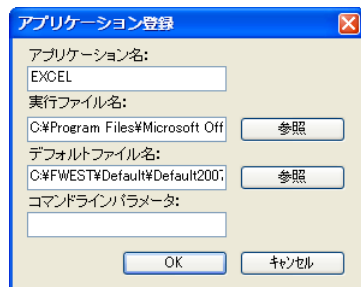 アプリケーション登録
アプリケーション名:
EXCEL
実行ファイル名:
C:¥Program Files¥Microsoft Off
参照
デフォルトファイル名:
C:¥FWEST¥Default¥Default2007
参照
コマンドラインパラメータ:
OK
キャンセル